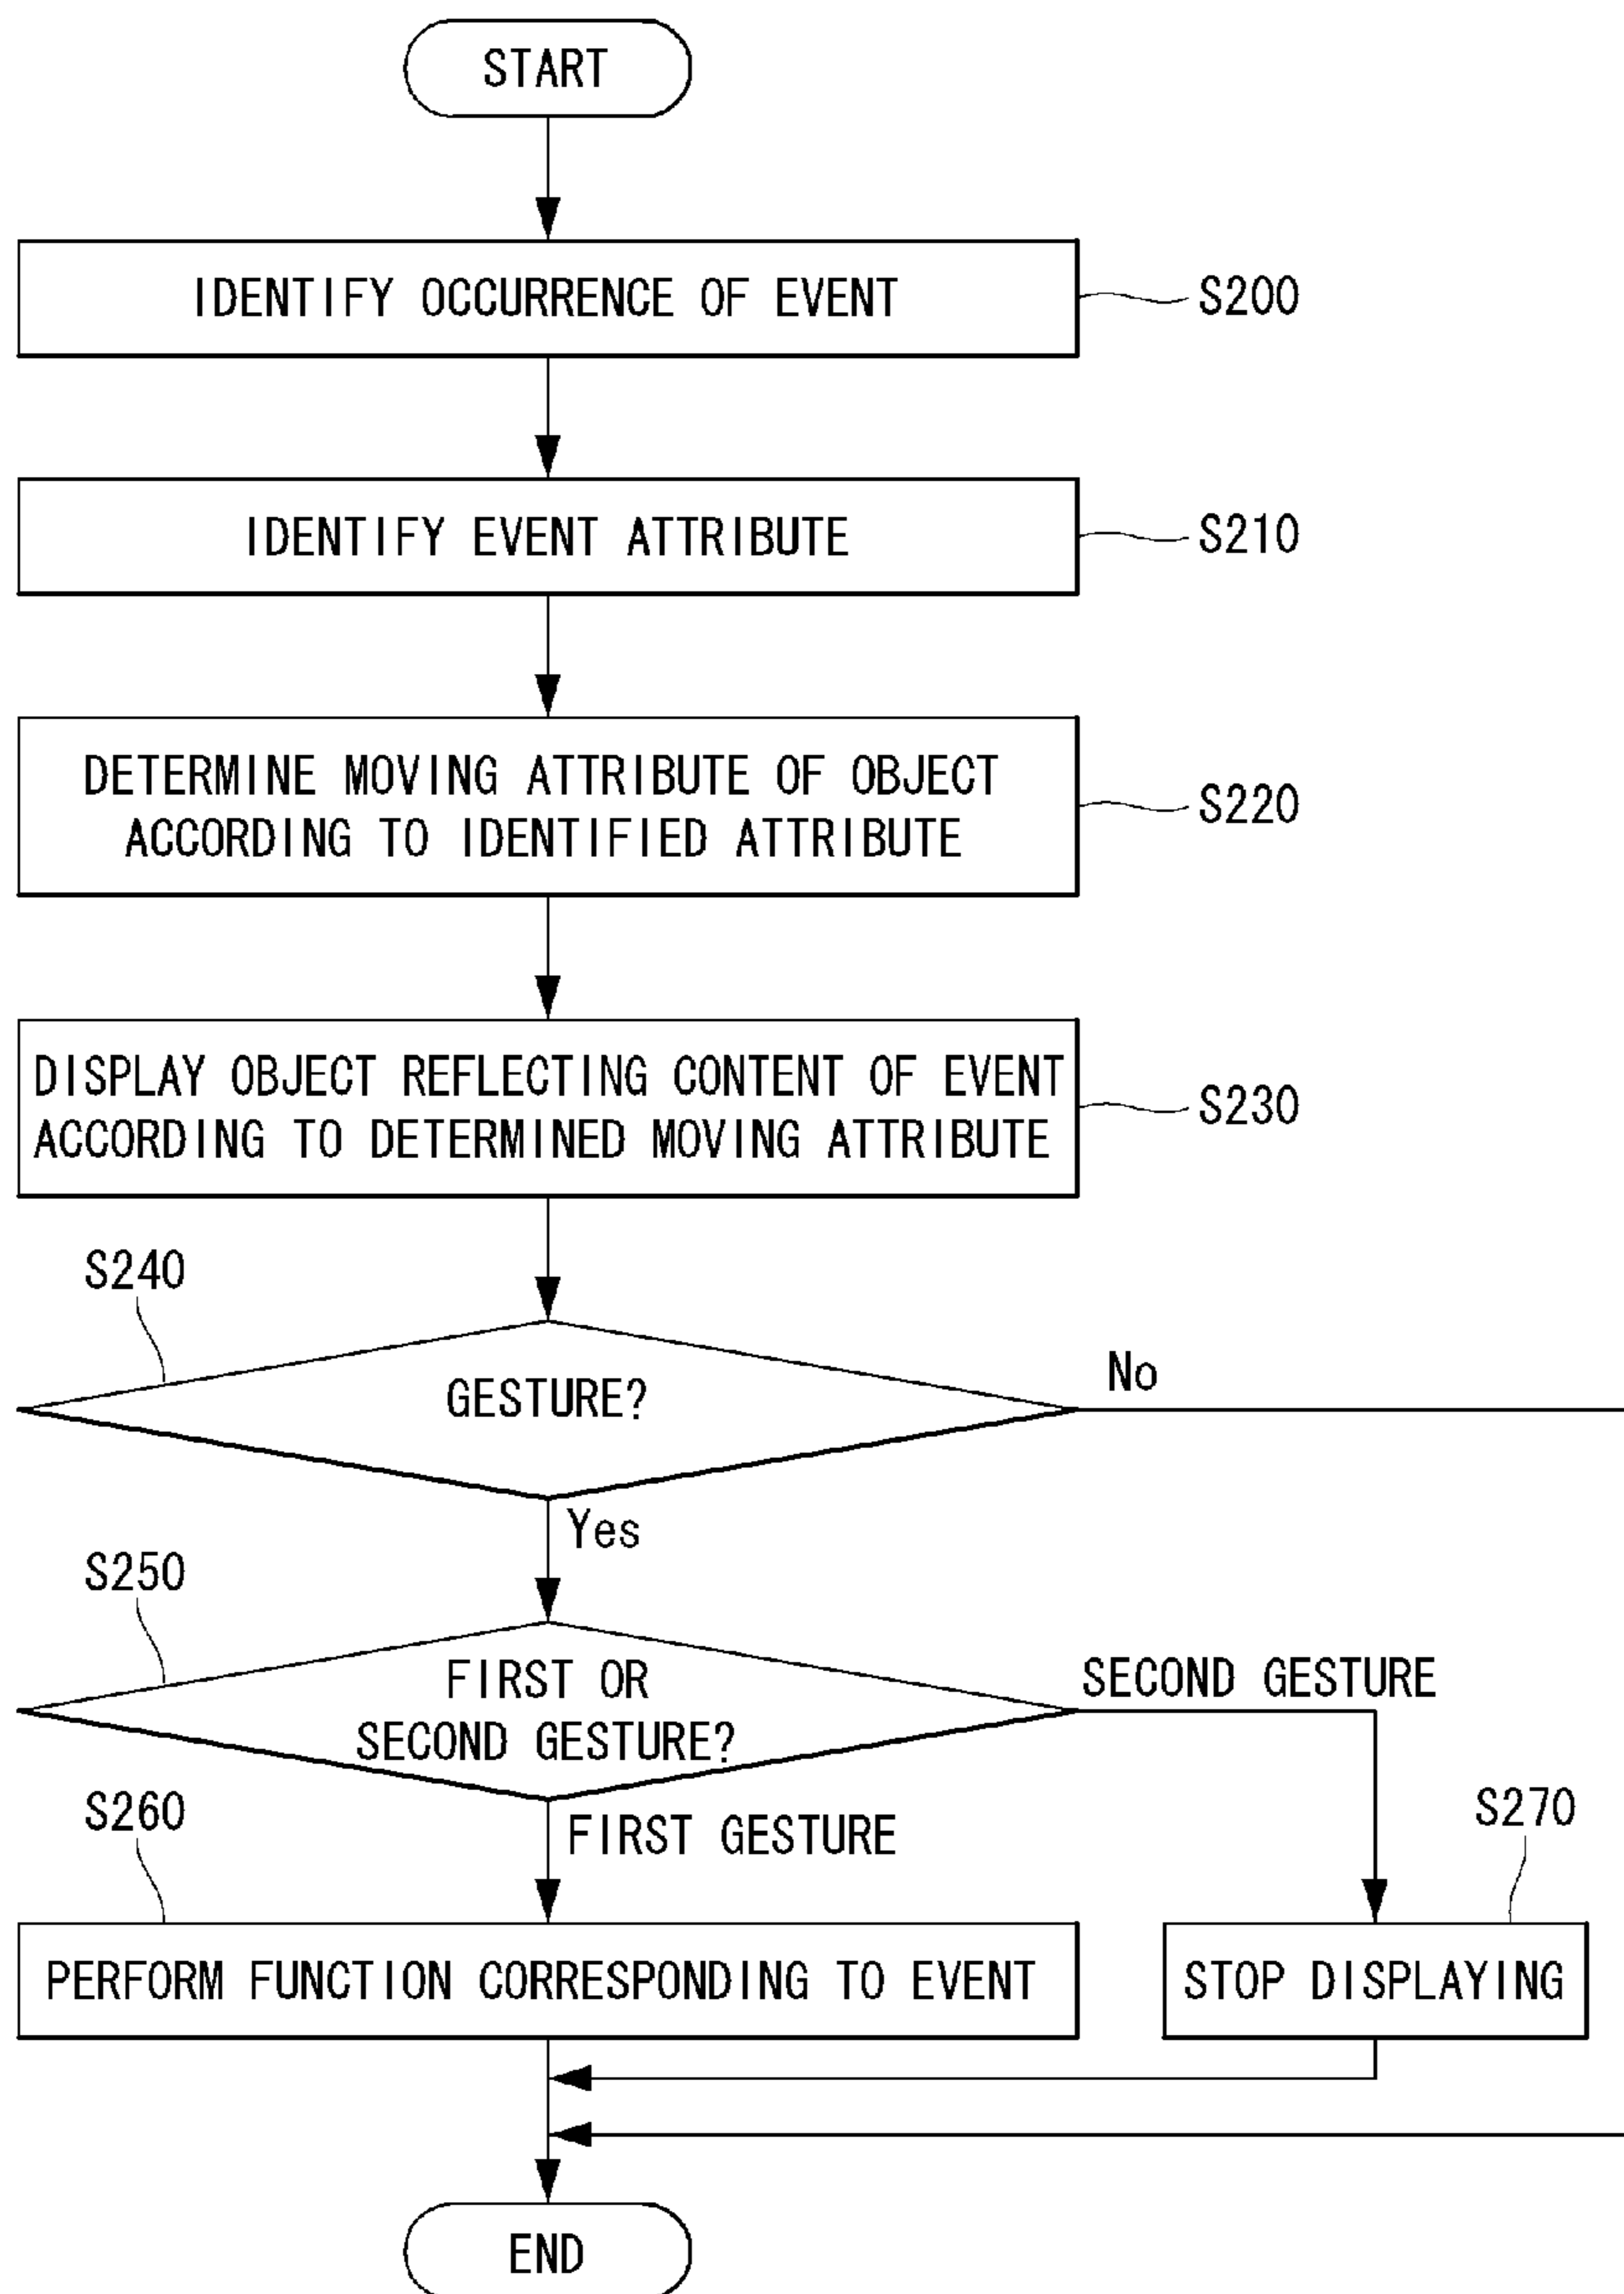 START
IDENTIFY OCCURRENCE OF EVENT
S200
IDENTIFY EVENT ATTRIBUTE
S210
DETERMINE MOVING ATTRIBUTE OF OBJECT
ACCORDING TO IDENTIFIED ATTRIBUTE
S220
DISPLAY OBJECT REFLECTING CONTENT OF EVENT
ACCORDING TO DETERMINED MOVING ATTRIBUTE
S230
S240
GESTURE?
No
Yes
S250
FIRST OR
SECOND GESTURE?
SECOND GESTURE
FIRST GESTURE
S260
PERFORM FUNCTION CORRESPONDING TO EVENT
S270
STOP DISPLAYING
END